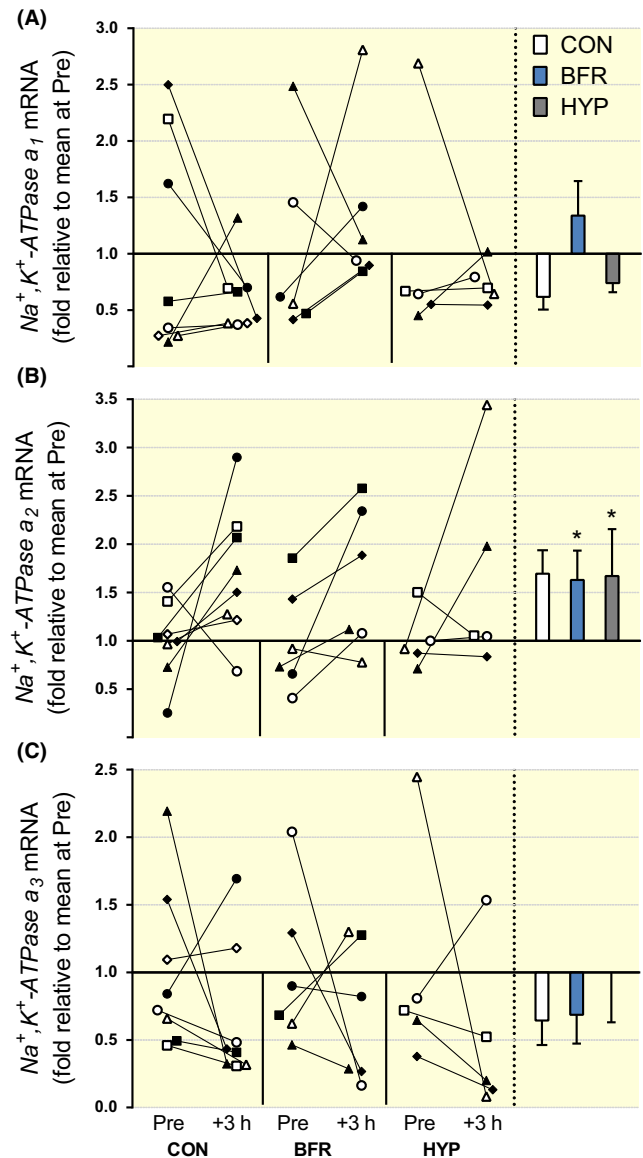 (A)
Na+,K+-ATPase a1 mRNA
(fold relative to mean at Pre)
3.0
2.5
2.0
1.5
1.0
0.5
CON
BFR
HYP
(B)
Na+,K+-ATPase a2 mRNA
(fold relative to mean at Pre)
3.5
3.0
2.5
2.0
1.5
1.0
0.5
*
*
(C)
Na+,K+-ATPase a3 mRNA
(fold relative to mean at Pre)
2.5
2.0
1.5
1.0
0.5
0.0
Pre +3 h Pre +3 h Pre +3 h
CON BFR HYP